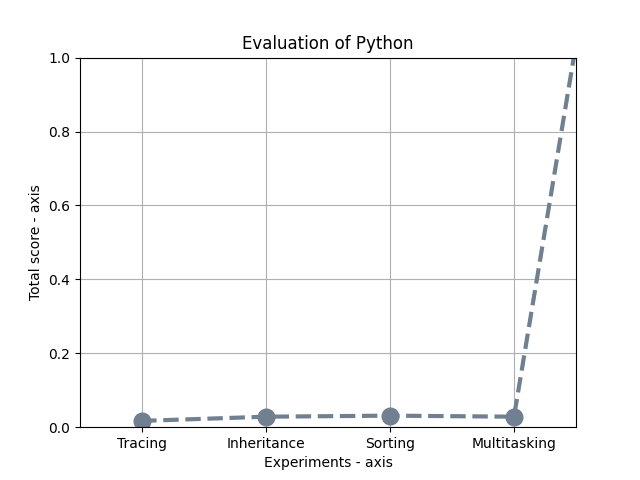 Evaluation of Python
1.0
0.8
0.6
0.4
0.2
0.0
Total score - axis
Tracing
Inheritance
Sorting
Multitasking
Experiments - axis